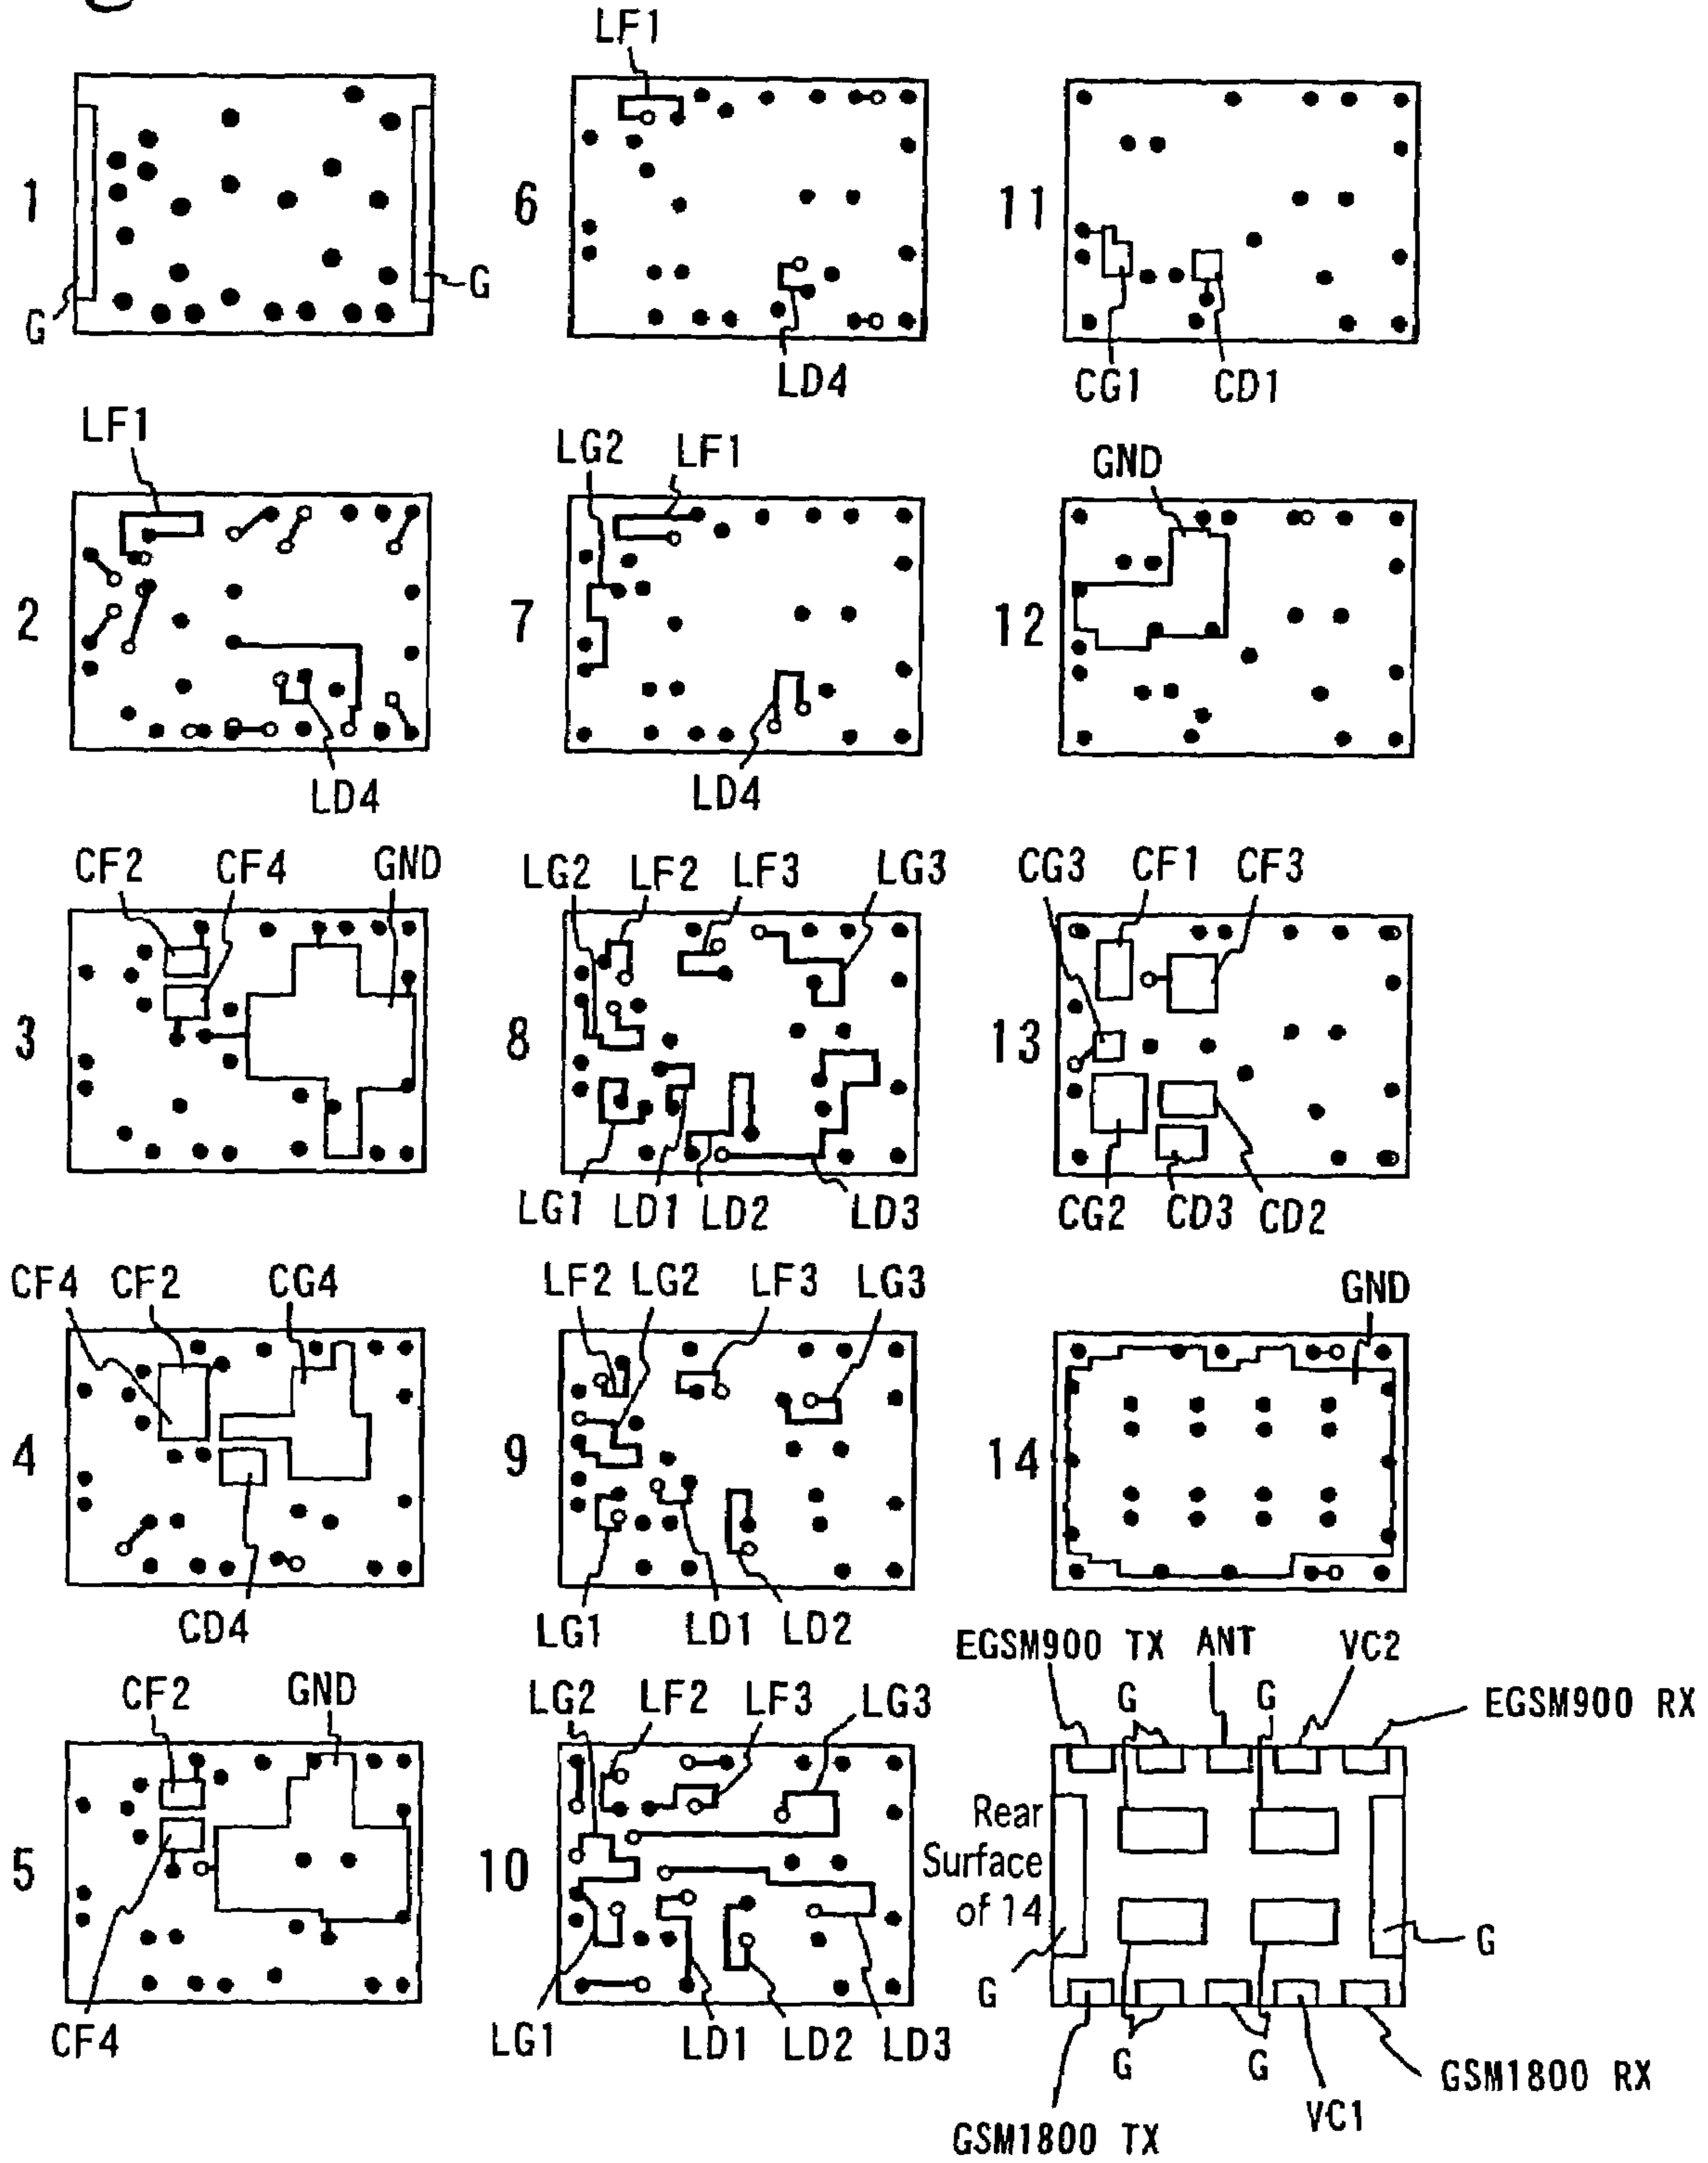 1
G
G
LF1
2
LD4
CF2 CF4 GND
3
CF4 CF2 CG4
4
CD4
CF2 GND
5
CF4
LF1
6
LD4
LG2 LF1
7
LD4
LG2 LF2 LF3 LG3
8
LG1 LD1 LD2 LD3
LF2 LG2 LF3 LG3
9
LG1 LD1 LD2
LG2 LF2 LF3 LG3
10
LG1 LD1 LD2 LD3
11
CG1 CD1
GND
12
CG3 CF1 CF3
13
CG2 CD3 CD2
GND
14
EGSM900 TX ANT VC2
G G
EGSM900 RX
Rear
Surface
of 14
G
G
G G
GSM1800 RX
VC1
GSM1800 TX